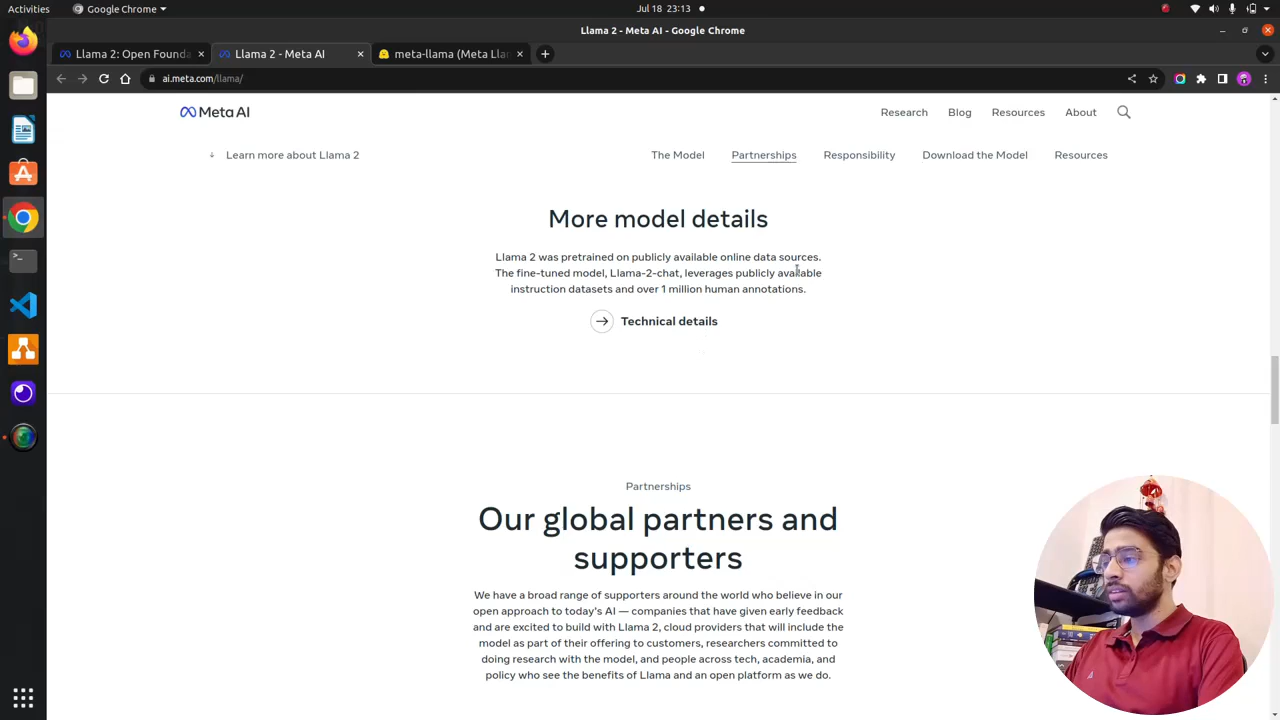 Activities
Google Chrome
Jul 18 23:13
Llama 2 - Meta AI - Google Chrome
Llama 2: Open Founda
Llama 2 - Meta AI
meta-llama (Meta Lla
ai.meta.com/llama/
Meta AI
Research
Blog
Resources
About
Learn more about Llama 2
The Model
Partnerships
Responsibility
Download the Model
Resources
More model details
Llama 2 was pretrained on publicly available online data sources.
The fine-tuned model, Llama-2-chat, leverages publicly available
instruction datasets and over 1 million human annotations.
Technical details
Partnerships
Our global partners and
supporters
We have a broad range of supporters around the world who believe in our
open approach to today's AI — companies that have given early feedback
and are excited to build with Llama 2, cloud providers that will include the
model as part of their offering to customers, researchers committed to
doing research with the model, and people across tech, academia, and
policy who see the benefits of Llama and an open platform as we do.